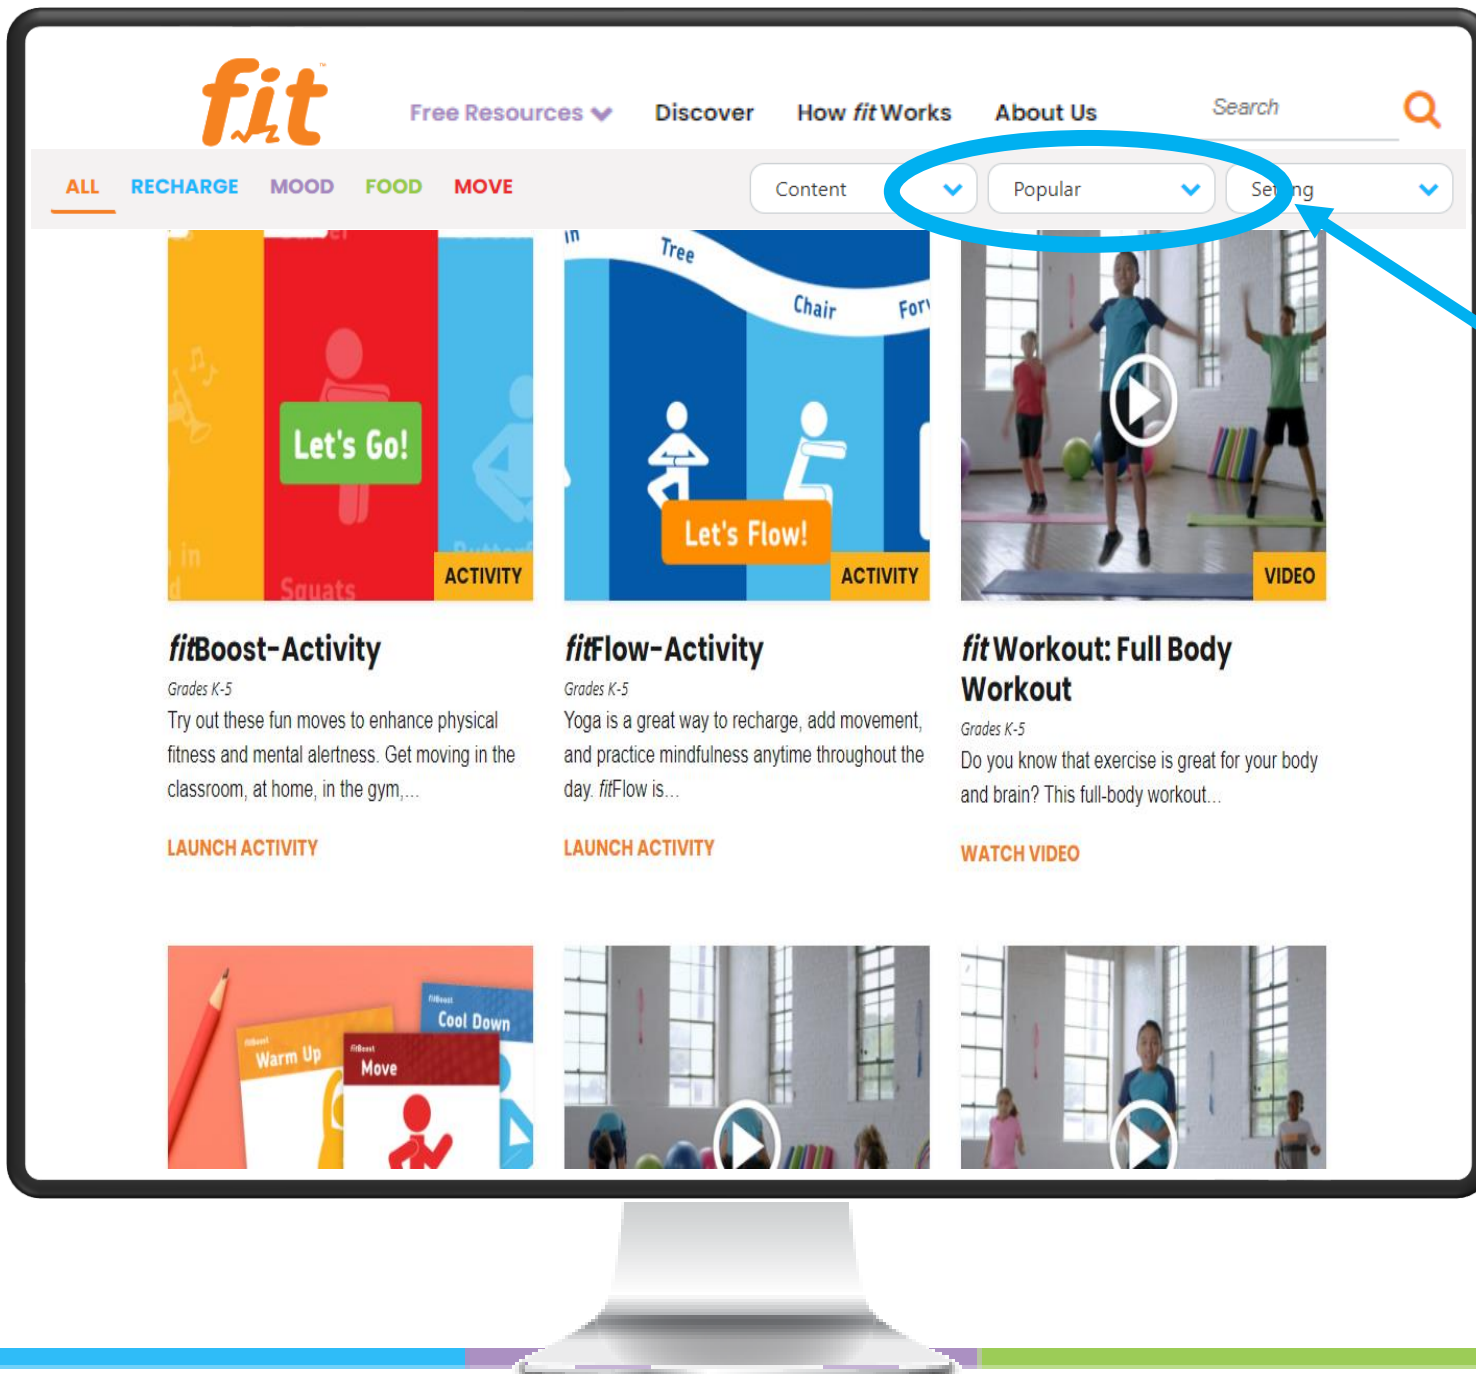 fit™
Free Resources Discover How fit Works About Us Search
ALL RECHARGE MOOD FOOD MOVE Content Popular Setting
Let's Go!
Squats
ACTIVITY
Tree
Chair
Let's Flow!
ACTIVITY
VIDEO
fitBoost-Activity
Grades K-5
Try out these fun moves to enhance physical
fitness and mental alertness. Get moving in the
classroom, at home, in the gym,...
LAUNCH ACTIVITY
fitFlow-Activity
Grades K-5
Yoga is a great way to recharge, add movement,
and practice mindfulness anytime throughout the
day. fitFlow is...
LAUNCH ACTIVITY
fit Workout: Full Body
Workout
Grades K-5
Do you know that exercise is great for your body
and brain? This full-body workout...
WATCH VIDEO
fitBoost
Warm Up
fitBoost
Move
fitBoost
Cool Down